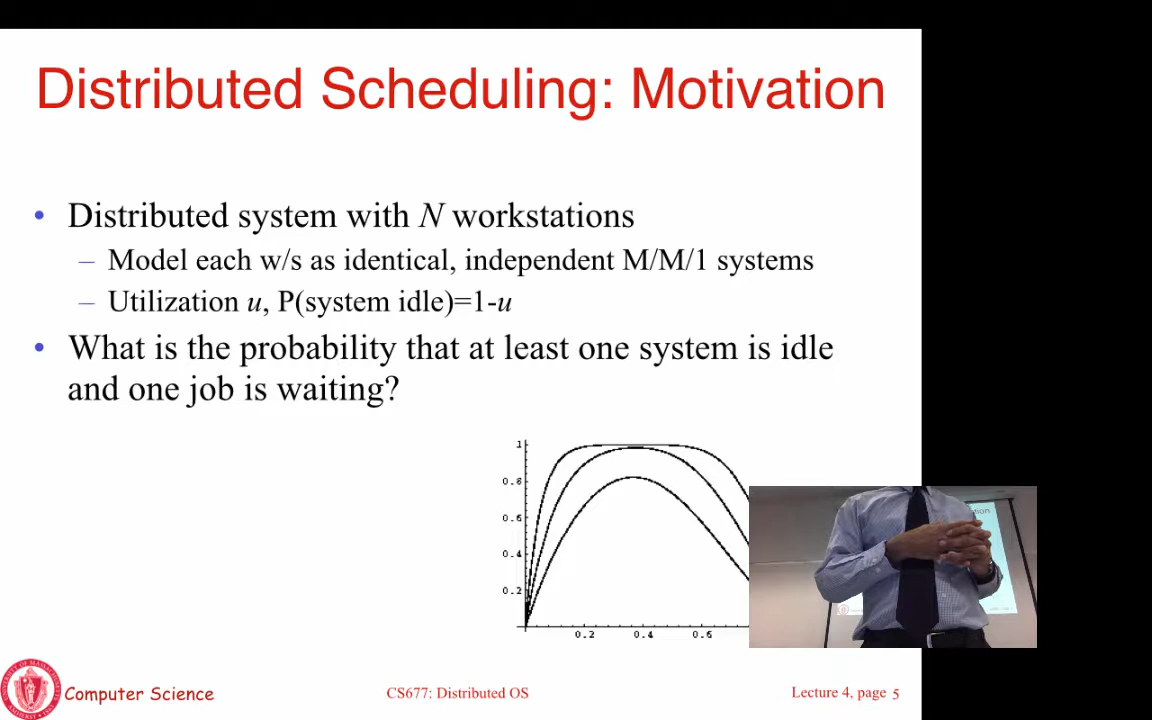 Distributed Scheduling: Motivation
• Distributed system with N workstations
– Model each w/s as identical, independent M/M/1 systems
– Utilization u, P(system idle)=1-u
• What is the probability that at least one system is idle
and one job is waiting?
1
0.8
0.6
0.4
0.2
0.2 0.4 0.6
Computer Science
CS677: Distributed OS
Lecture 4, page 5